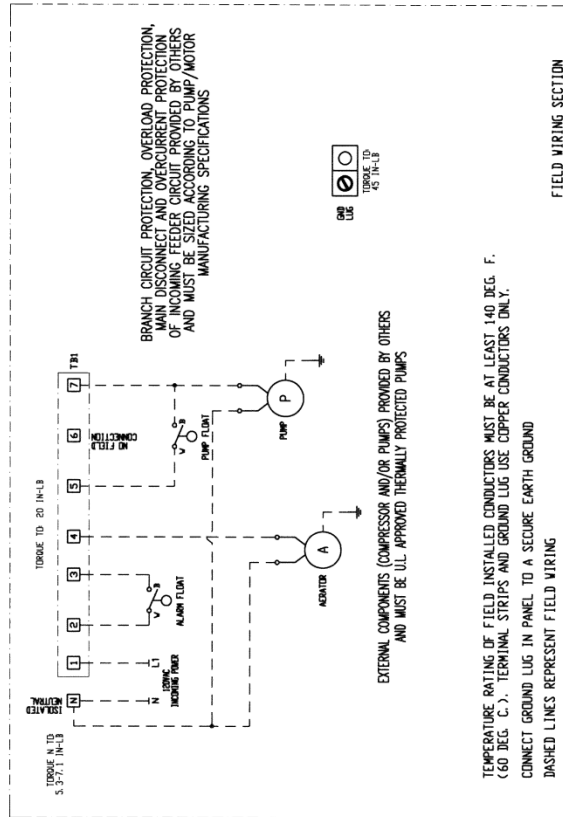 BRANCH CIRCUIT PROTECTION, OVERLOAD PROTECTION,
MAIN DISCONNECT AND OVERCURRENT PROTECTION
OF INCOMING FEEDER CIRCUIT PROVIDED BY OTHERS
AND MUST BE SIZED ACCORDING TO PUMP/MOTOR
MANUFACTURING SPECIFICATIONS
TORQUE N TO
5.3-7.1 IN-LB
ISOLATED
NEUTRAL
TORQUE TO 20 IN-LB
TB1
N 1 2 3 4 5 6 7
NO FIELD
CONNECTION
N L1
120VAC
INCOMING POWER
W B
ALARM FLOAT
W B
PUMP FLOAT
A
AERATOR
P
PUMP
GND
LUG
TORQUE TO
45 IN-LB
EXTERNAL COMPONENTS (COMPRESSOR AND/OR PUMPS) PROVIDED BY OTHERS
AND MUST BE U.L. APPROVED THERMALLY PROTECTED PUMPS
TEMPERATURE RATING OF FIELD INSTALLED CONDUCTORS MUST BE AT LEAST 140 DEG. F.
(60 DEG. C.). TERMINAL STRIPS AND GROUND LUG USE COPPER CONDUCTORS ONLY.
CONNECT GROUND LUG IN PANEL TO A SECURE EARTH GROUND
DASHED LINES REPRESENT FIELD WIRING
FIELD WIRING SECTION